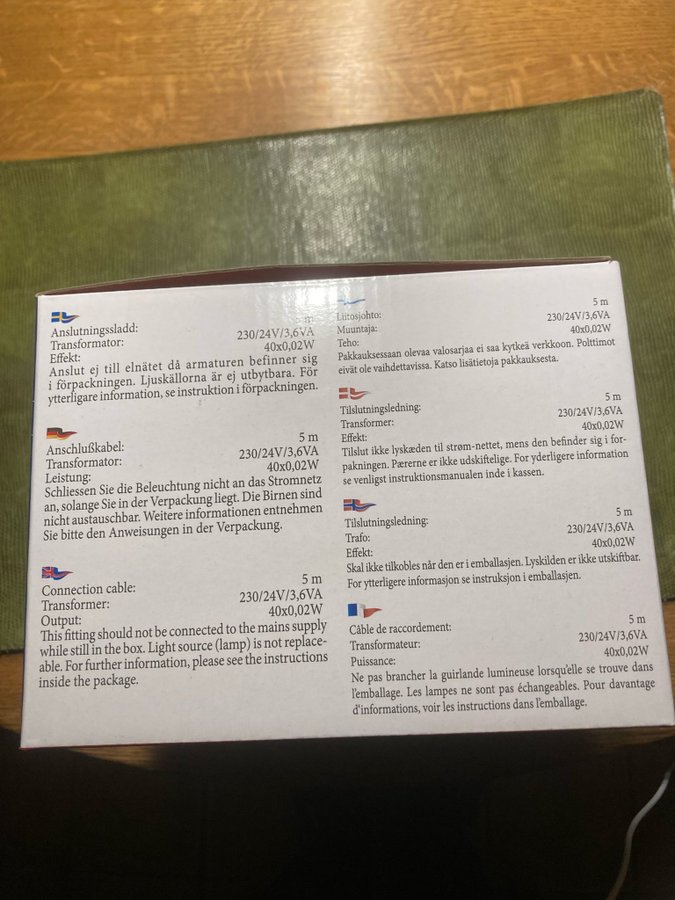 Anslutningssladd: 5 m
Transformator: 230/24V/3,6VA
Effekt: 40x0,02W
Anslut ej till elnätet då armaturen befinner sig
i förpackningen. Ljuskällorna är ej utbytbara. För
ytterligare information, se instruktion i förpackningen.
Anschlußkabel: 5 m
Transformator: 230/24V/3,6VA
Leistung: 40x0,02W
Schliessen Sie die Beleuchtung nicht an das Stromnetz
an, solange Sie in der Verpackung liegt. Die Birnen sind
nicht austauschbar. Weitere informationen entnehmen
Sie bitte den Anweisungen in der Verpackung.
Connection cable: 5 m
Transformer: 230/24V/3,6VA
Output: 40x0,02W
This fitting should not be connected to the mains supply
while still in the box. Light source (lamp) is not replace-
able. For further information, please see the instructions
inside the package.
Liitosjohto: 5 m
Muuntaja: 230/24V/3,6VA
Teho: 40x0,02W
Pakkauksessaan olevaa valosarjaa ei saa kytkeä verkkoon. Polttimot
eivät ole vaihdettavissa. Katso lisätietoja pakkauksesta.
Tilslutningsledning: 5 m
Transformer: 230/24V/3,6VA
Effekt: 40x0,02W
Tilslut ikke lyskæden til strøm-nettet, mens den befinder sig i for-
pakningen. Pærerne er ikke udskiftelige. For yderligere information
se venligst instruktionsmanualen inde i kassen.
Tilslutningsledning: 5 m
Trafo: 230/24V/3,6VA
Effekt: 40x0,02W
Skal ikke tilkobles når den er i emballasjen. Lyskilden er ikke utskiftbar.
For ytterligere informasjon se instruksjon i emballasjen.
Câble de raccordement: 5 m
Transformateur: 230/24V/3,6VA
Puissance: 40x0,02W
Ne pas brancher la guirlande lumineuse lorsqu'elle se trouve dans
l'emballage. Les lampes ne sont pas échangeables. Pour davantage
d'informations, voir les instructions dans l'emballage.